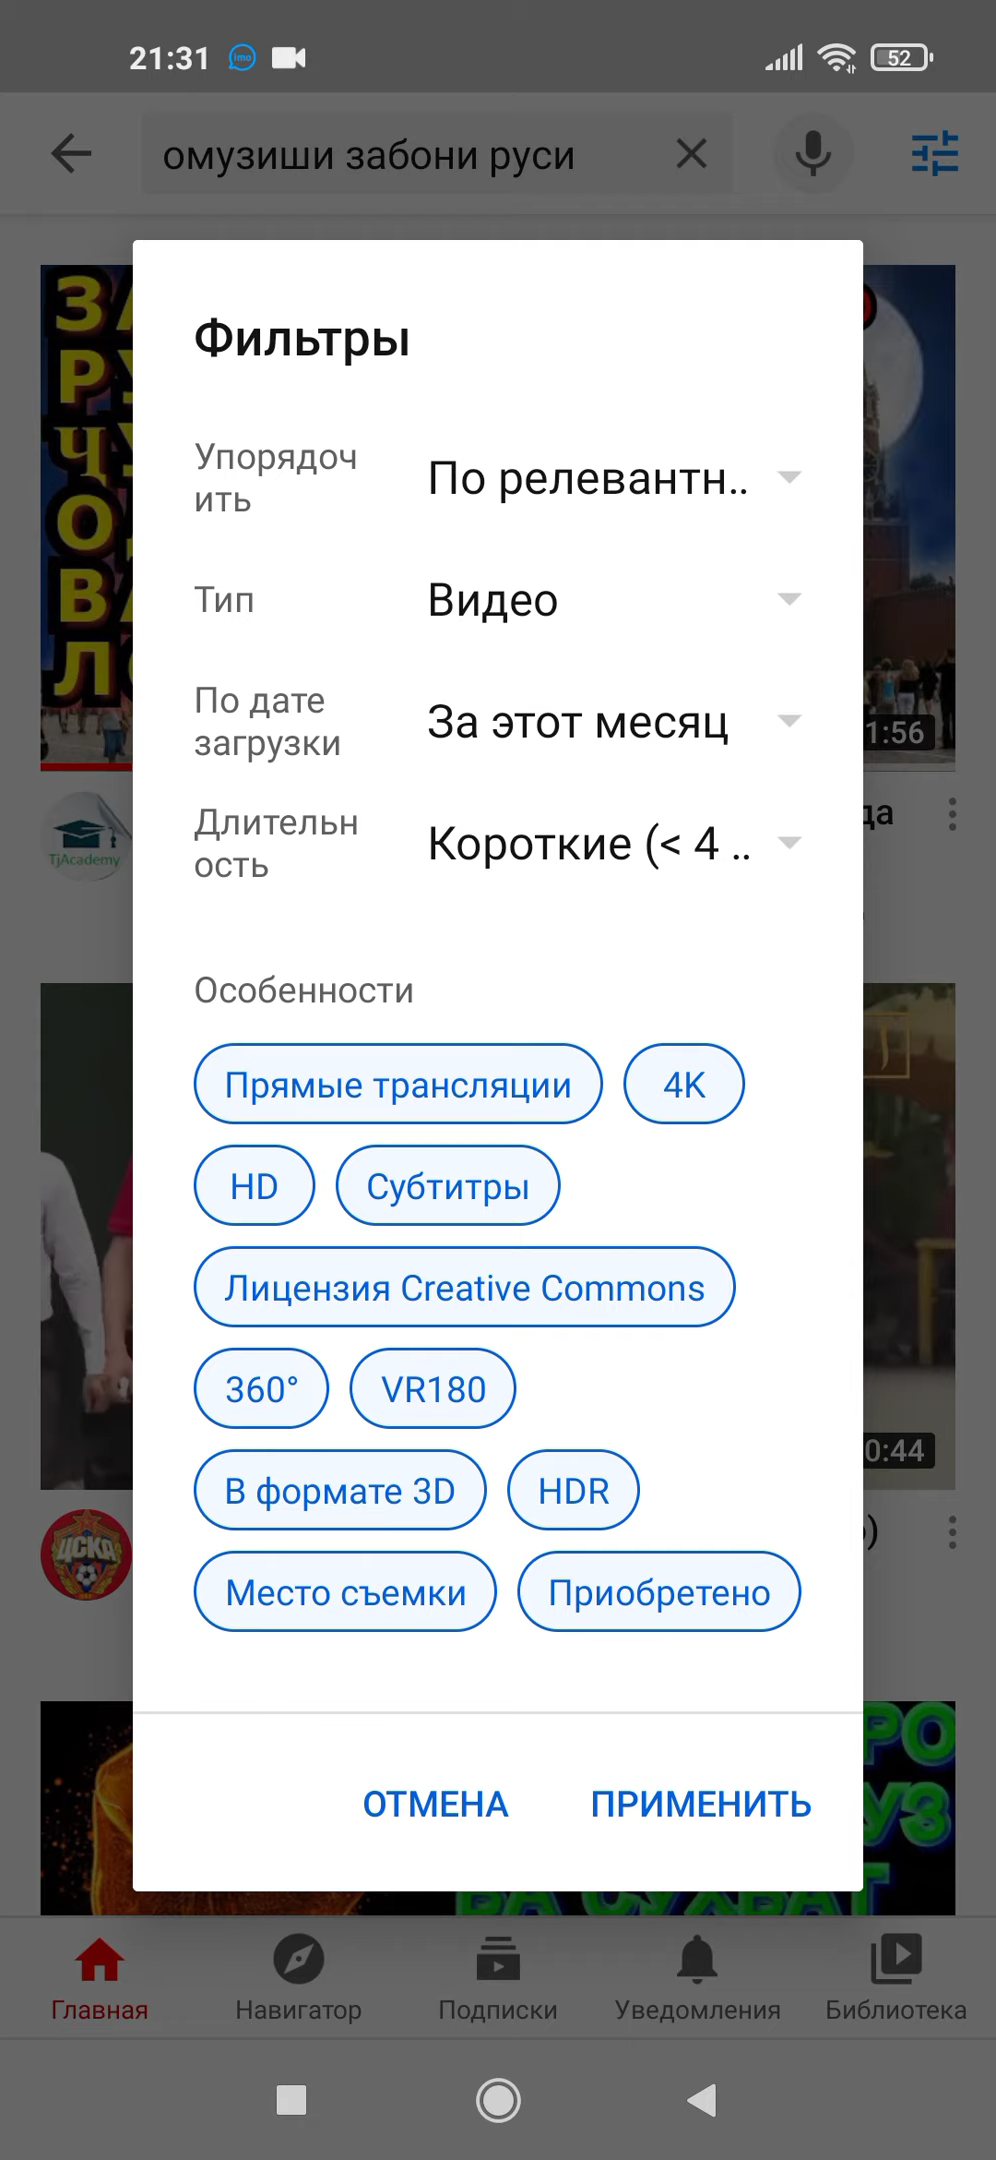 21:31 imo 52
омузиши забони руси
Фильтры
Упорядоч
ить
По релевантн..
Тип
Видео
По дате
загрузки
За этот месяц
1:56
Длительн
ость
Короткие (< 4 ..
TjAcademy
Особенности
Прямые трансляции 4K
HD Субтитры
Лицензия Creative Commons
360° VR180
0:44
В формате 3D HDR
ЦСКА
Место съемки Приобретено
ОТМЕНА ПРИМЕНИТЬ
Главная Навигатор Подписки Уведомления Библиотека